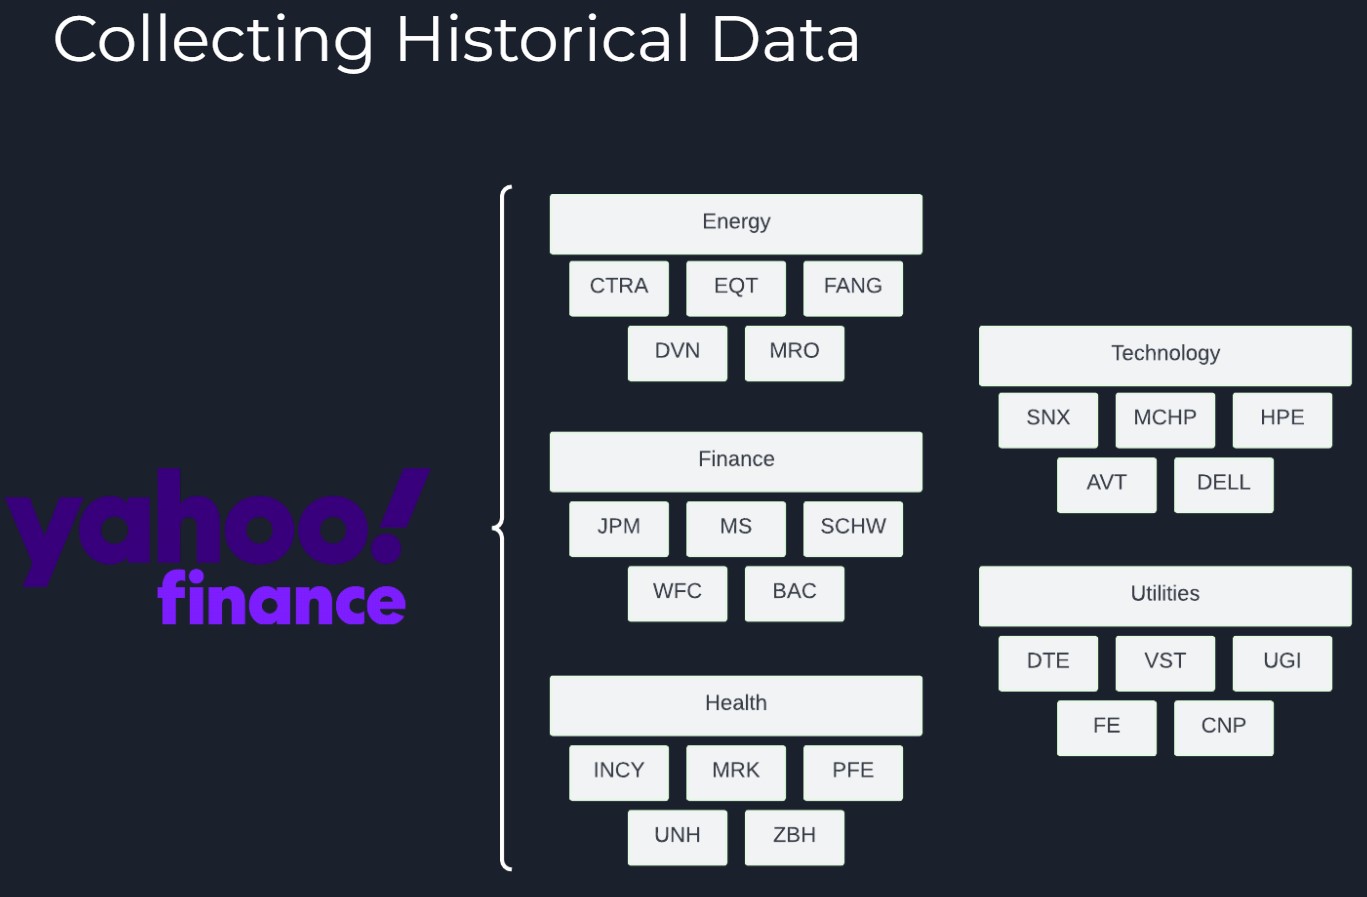 Collecting Historical Data
yahoo!
finance
Energy
CTRA EQT FANG
DVN MRO
Finance
JPM MS SCHW
WFC BAC
Health
INCY MRK PFE
UNH ZBH
Technology
SNX MCHP HPE
AVT DELL
Utilities
DTE VST UGI
FE CNP